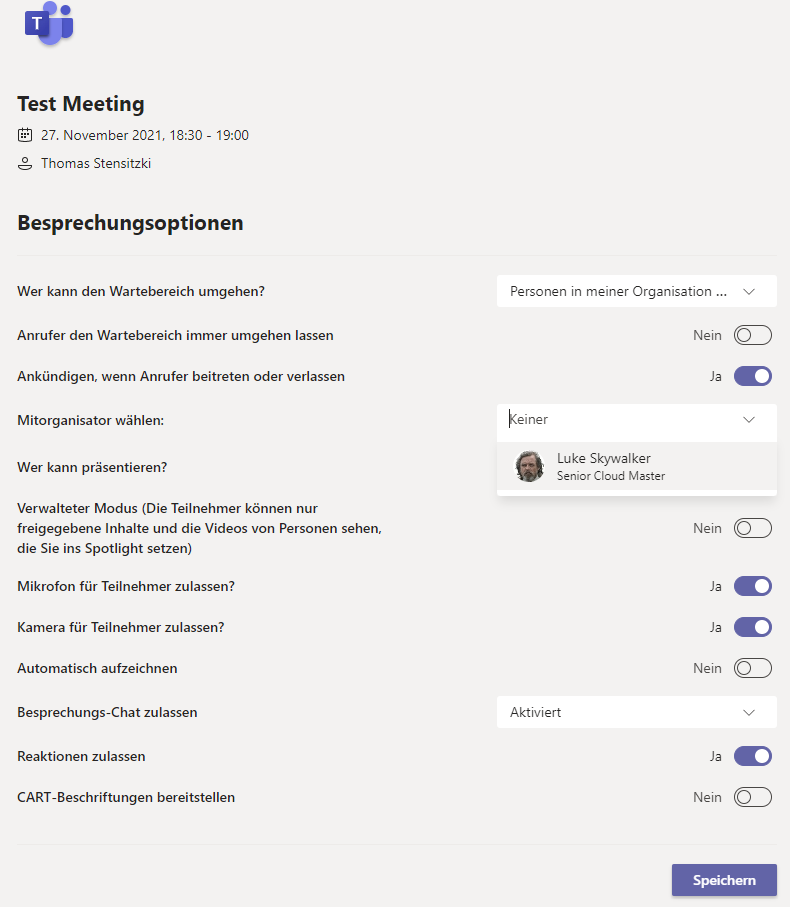 T
Test Meeting
27. November 2021, 18:30 - 19:00
Thomas Stensitzki
Besprechungsoptionen
Wer kann den Wartebereich umgehen?
Personen in meiner Organisation ...
Anrufer den Wartebereich immer umgehen lassen
Nein
Ankündigen, wenn Anrufer beitreten oder verlassen
Ja
Mitorganisator wählen:
Keiner
Luke Skywalker
Senior Cloud Master
Wer kann präsentieren?
Verwalteter Modus (Die Teilnehmer können nur
freigegebene Inhalte und die Videos von Personen sehen,
die Sie ins Spotlight setzen)
Nein
Mikrofon für Teilnehmer zulassen?
Ja
Kamera für Teilnehmer zulassen?
Ja
Automatisch aufzeichnen
Nein
Besprechungs-Chat zulassen
Aktiviert
Reaktionen zulassen
Ja
CART-Beschriftungen bereitstellen
Nein
Speichern